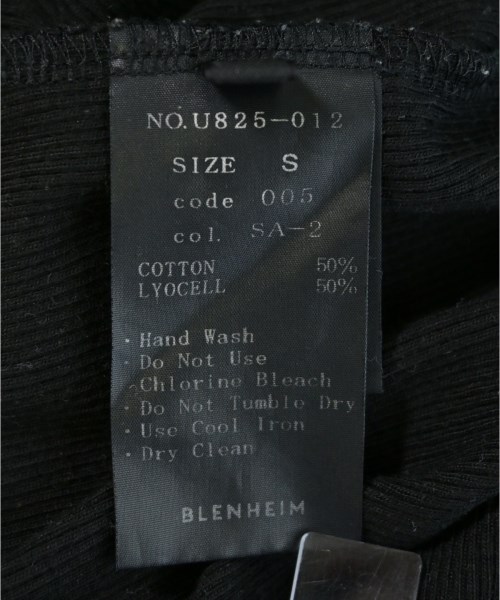 NO.U825-012
SIZE S
code 005
col. SA-2
COTTON 50%
LYOCELL 50%
· Hand Wash
· Do Not Use
Chlorine Bleach
· Do Not Tumble Dry
· Use Cool Iron
· Dry Clean
BLENHEIM